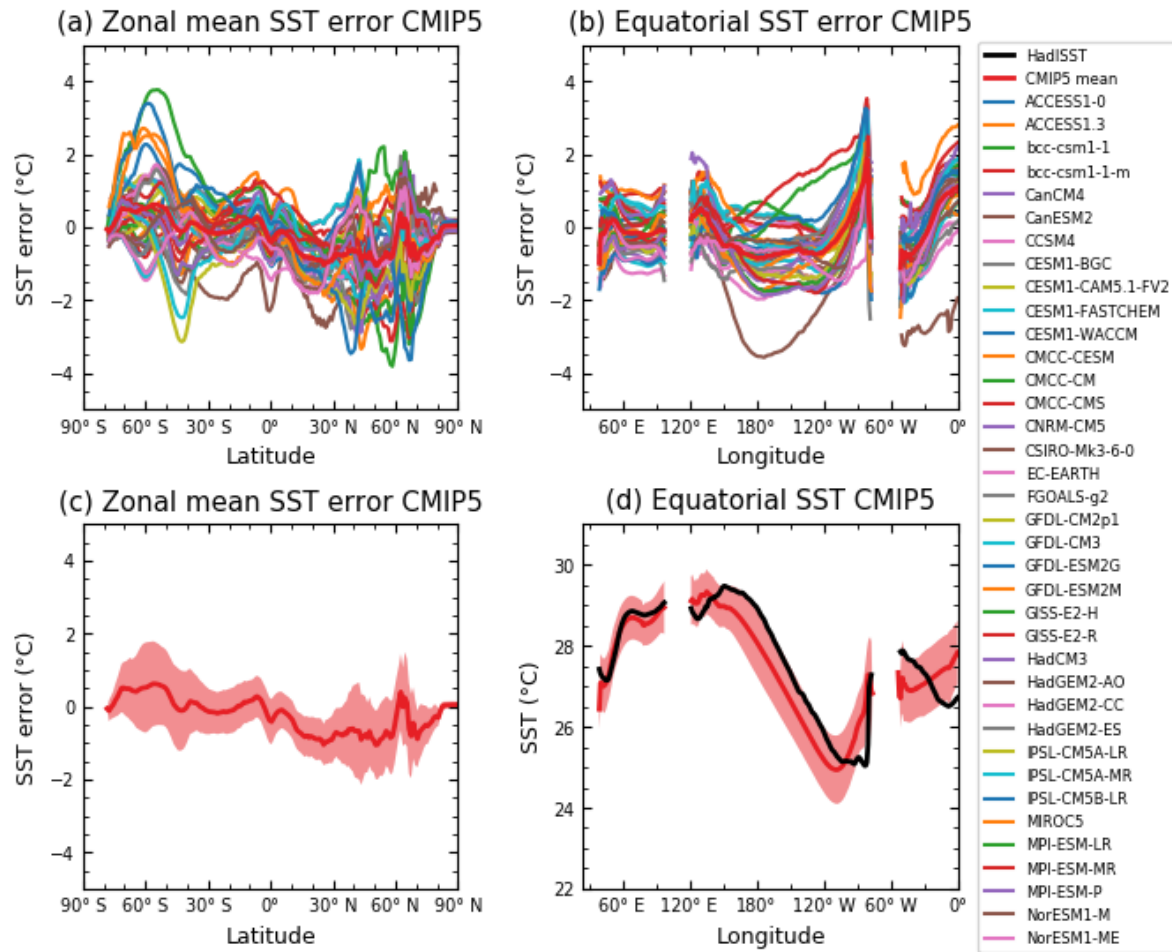 (a) Zonal mean SST error CMIP5
4
2
0
−2
−4
SST error (°C)
90° S 60° S 30° S 0° 30° N 60° N 90° N
Latitude
(b) Equatorial SST error CMIP5
4
2
0
−2
−4
SST error (°C)
60° E 120° E 180° 120° W 60° W 0°
Longitude
(c) Zonal mean SST error CMIP5
4
2
0
−2
−4
SST error (°C)
90° S 60° S 30° S 0° 30° N 60° N 90° N
Latitude
(d) Equatorial SST CMIP5
30
28
26
24
22
SST (°C)
60° E 120° E 180° 120° W 60° W 0°
Longitude
HadISST
CMIP5 mean
ACCESS1-0
ACCESS1.3
bcc-csm1-1
bcc-csm1-1-m
CanCM4
CanESM2
CCSM4
CESM1-BGC
CESM1-CAM5.1-FV2
CESM1-FASTCHEM
CESM1-WACCM
CMCC-CESM
CMCC-CM
CMCC-CMS
CNRM-CM5
CSIRO-Mk3-6-0
EC-EARTH
FGOALS-g2
GFDL-CM2p1
GFDL-CM3
GFDL-ESM2G
GFDL-ESM2M
GISS-E2-H
GISS-E2-R
HadCM3
HadGEM2-AO
HadGEM2-CC
HadGEM2-ES
IPSL-CM5A-LR
IPSL-CM5A-MR
IPSL-CM5B-LR
MIROC5
MPI-ESM-LR
MPI-ESM-MR
MPI-ESM-P
NorESM1-M
NorESM1-ME